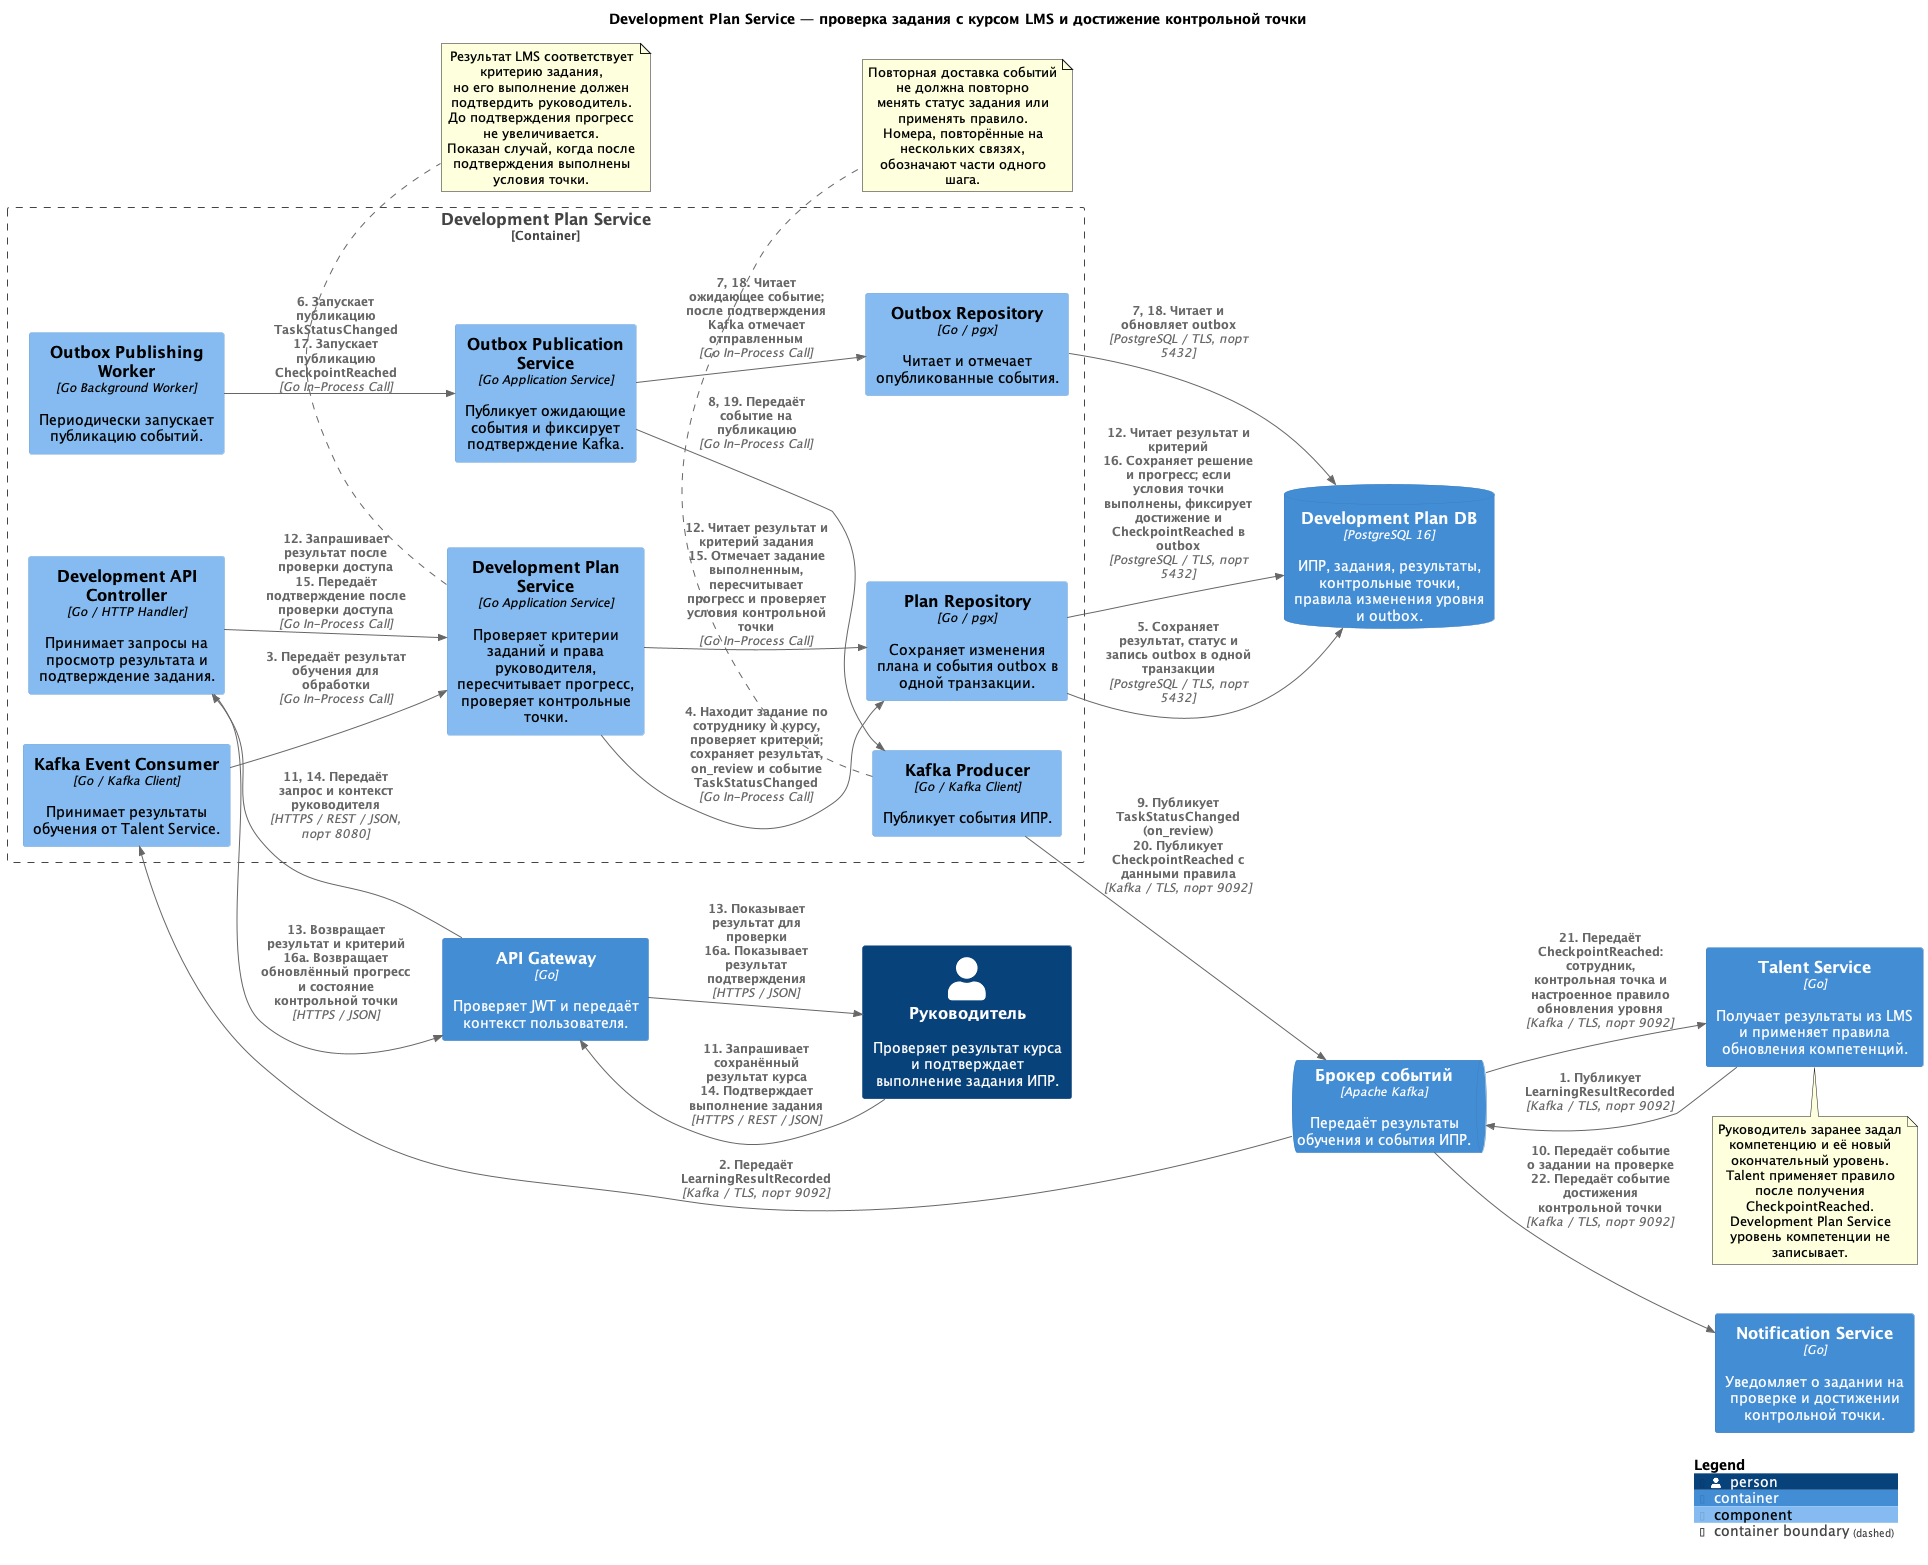 Development Plan Service — проверка задания с курсом LMS и достижение контрольной точки
Результат LMS соответствует
критерию задания,
но его выполнение должен
подтвердить руководитель.
До подтверждения прогресс
не увеличивается.
Показан случай, когда после
подтверждения выполнены
условия точки.
Повторная доставка событий
не должна повторно
менять статус задания или
применять правило.
Номера, повторённые на
нескольких связях,
обозначают части одного
шага.
Development Plan Service
[Container]
Outbox Publishing
Worker
[Go Background Worker]
Периодически запускает
публикацию событий.
6. Запускает
публикацию
TaskStatusChanged
17. Запускает
публикацию
CheckpointReached
[Go In-Process Call]
Outbox Publication
Service
[Go Application Service]
Публикует ожидающие
события и фиксирует
подтверждение Kafka.
7, 18. Читает
ожидающее событие;
после подтверждения
Kafka отмечает
отправленным
[Go In-Process Call]
Outbox Repository
[Go / pgx]
Читает и отмечает
опубликованные события.
7, 18. Читает и
обновляет outbox
[PostgreSQL / TLS, порт
5432]
8, 19. Передаёт
событие на
публикацию
[Go In-Process Call]
12. Читает результат и
критерий
16. Сохраняет решение
и прогресс; если
условия точки
выполнены, фиксирует
достижение и
CheckpointReached в
outbox
[PostgreSQL / TLS, порт
5432]
Development Plan DB
[PostgreSQL 16]
ИПР, задания, результаты,
контрольные точки,
правила изменения уровня
и outbox.
Development API
Controller
[Go / HTTP Handler]
Принимает запросы на
просмотр результата и
подтверждение задания.
12. Запрашивает
результат после
проверки доступа
15. Передаёт
подтверждение после
проверки доступа
[Go In-Process Call]
3. Передаёт результат
обучения для
обработки
[Go In-Process Call]
Development Plan
Service
[Go Application Service]
Проверяет критерии
заданий и права
руководителя,
пересчитывает прогресс,
проверяет контрольные
точки.
12. Читает результат и
критерий задания
15. Отмечает задание
выполненным,
пересчитывает
прогресс и проверяет
условия контрольной
точки
[Go In-Process Call]
Plan Repository
[Go / pgx]
Сохраняет изменения
плана и события outbox в
одной транзакции.
5. Сохраняет
результат, статус и
запись outbox в одной
транзакции
[PostgreSQL / TLS, порт
5432]
4. Находит задание по
сотруднику и курсу,
проверяет критерий;
сохраняет результат,
on_review и событие
TaskStatusChanged
[Go In-Process Call]
Kafka Event Consumer
[Go / Kafka Client]
Принимает результаты
обучения от Talent Service.
11, 14. Передаёт
запрос и контекст
руководителя
[HTTPS / REST / JSON,
порт 8080]
Kafka Producer
[Go / Kafka Client]
Публикует события ИПР.
9. Публикует
TaskStatusChanged
(on_review)
20. Публикует
CheckpointReached с
данными правила
[Kafka / TLS, порт 9092]
13. Возвращает
результат и критерий
16a. Возвращает
обновлённый прогресс
и состояние
контрольной точки
[HTTPS / JSON]
API Gateway
[Go]
Проверяет JWT и передаёт
контекст пользователя.
13. Показывает
результат для
проверки
16a. Показывает
результат
подтверждения
[HTTPS / JSON]
Руководитель
Проверяет результат курса
и подтверждает
выполнение задания ИПР.
11. Запрашивает
сохранённый
результат курса
14. Подтверждает
выполнение задания
[HTTPS / REST / JSON]
2. Передаёт
LearningResultRecorded
[Kafka / TLS, порт 9092]
Брокер событий
[Apache Kafka]
Передаёт результаты
обучения и события ИПР.
21. Передаёт
CheckpointReached:
сотрудник,
контрольная точка и
настроенное правило
обновления уровня
[Kafka / TLS, порт 9092]
1. Публикует
LearningResultRecorded
[Kafka / TLS, порт 9092]
10. Передаёт событие
о задании на проверке
22. Передаёт событие
достижения
контрольной точки
[Kafka / TLS, порт 9092]
Talent Service
[Go]
Получает результаты из LMS
и применяет правила
обновления компетенций.
Руководитель заранее задал
компетенцию и её новый
окончательный уровень.
Talent применяет правило
после получения
CheckpointReached.
Development Plan Service
уровень компетенции не
записывает.
Notification Service
[Go]
Уведомляет о задании на
проверке и достижении
контрольной точки.
Legend
person
container
component
container boundary (dashed)